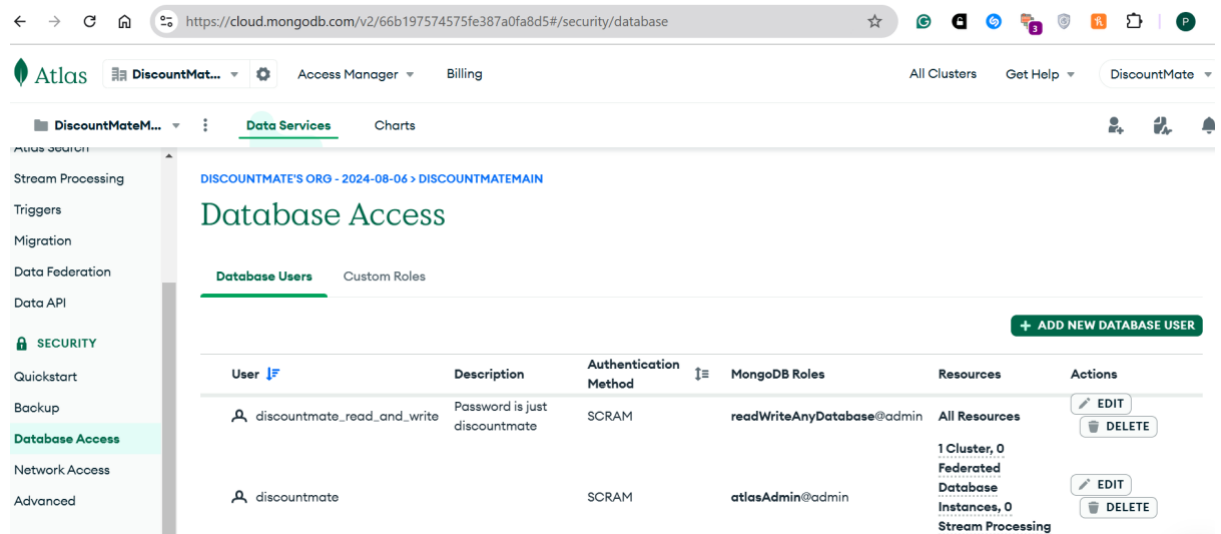 https://cloud.mongodb.com/v2/66b197574575fe387a0fa8d5#/security/database
3
P
Atlas
DiscountMat...
Access Manager
Billing
All Clusters
Get Help
DiscountMate
DiscountMateM...
Data Services
Charts
Atlas Search
Stream Processing
Triggers
Migration
Data Federation
Data API
SECURITY
Quickstart
Backup
Database Access
Network Access
Advanced
DISCOUNTMATE'S ORG - 2024-08-06 > DISCOUNTMATEMAIN
Database Access
Database Users
Custom Roles
+ ADD NEW DATABASE USER
User
Description
Authentication
Method
MongoDB Roles
Resources
Actions
discountmate_read_and_write
Password is just
discountmate
SCRAM
readWriteAnyDatabase@admin
All Resources
EDIT
DELETE
discountmate
SCRAM
atlasAdmin@admin
1 Cluster, 0
Federated
Database
Instances, 0
Stream Processing
EDIT
DELETE